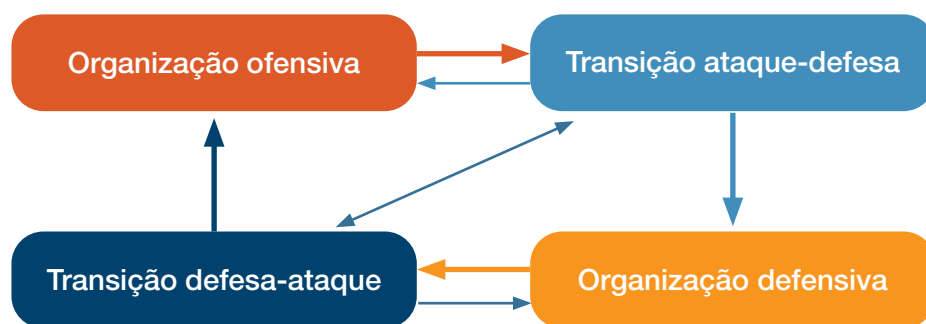 Organização ofensiva
Transição ataque-defesa
Transição defesa-ataque
Organização defensiva